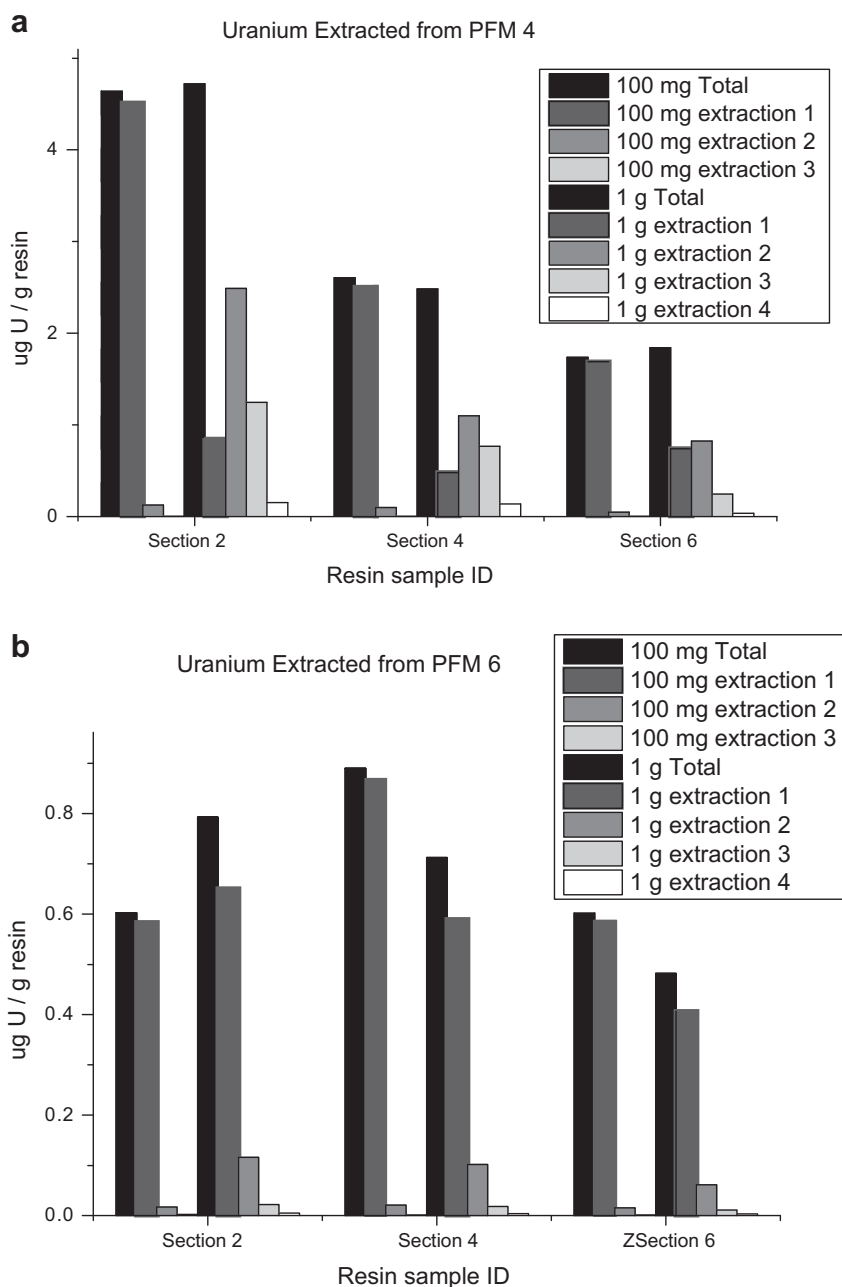 a
Uranium Extracted from PFM 4
100 mg Total
100 mg extraction 1
100 mg extraction 2
100 mg extraction 3
1 g Total
1 g extraction 1
1 g extraction 2
1 g extraction 3
1 g extraction 4
4
2
0
ug U / g resin
Section 2
Section 4
Section 6
Resin sample ID
b
Uranium Extracted from PFM 6
100 mg Total
100 mg extraction 1
100 mg extraction 2
100 mg extraction 3
1 g Total
1 g extraction 1
1 g extraction 2
1 g extraction 3
1 g extraction 4
0.8
0.6
0.4
0.2
0.0
ug U / g resin
Section 2
Section 4
ZSection 6
Resin sample ID